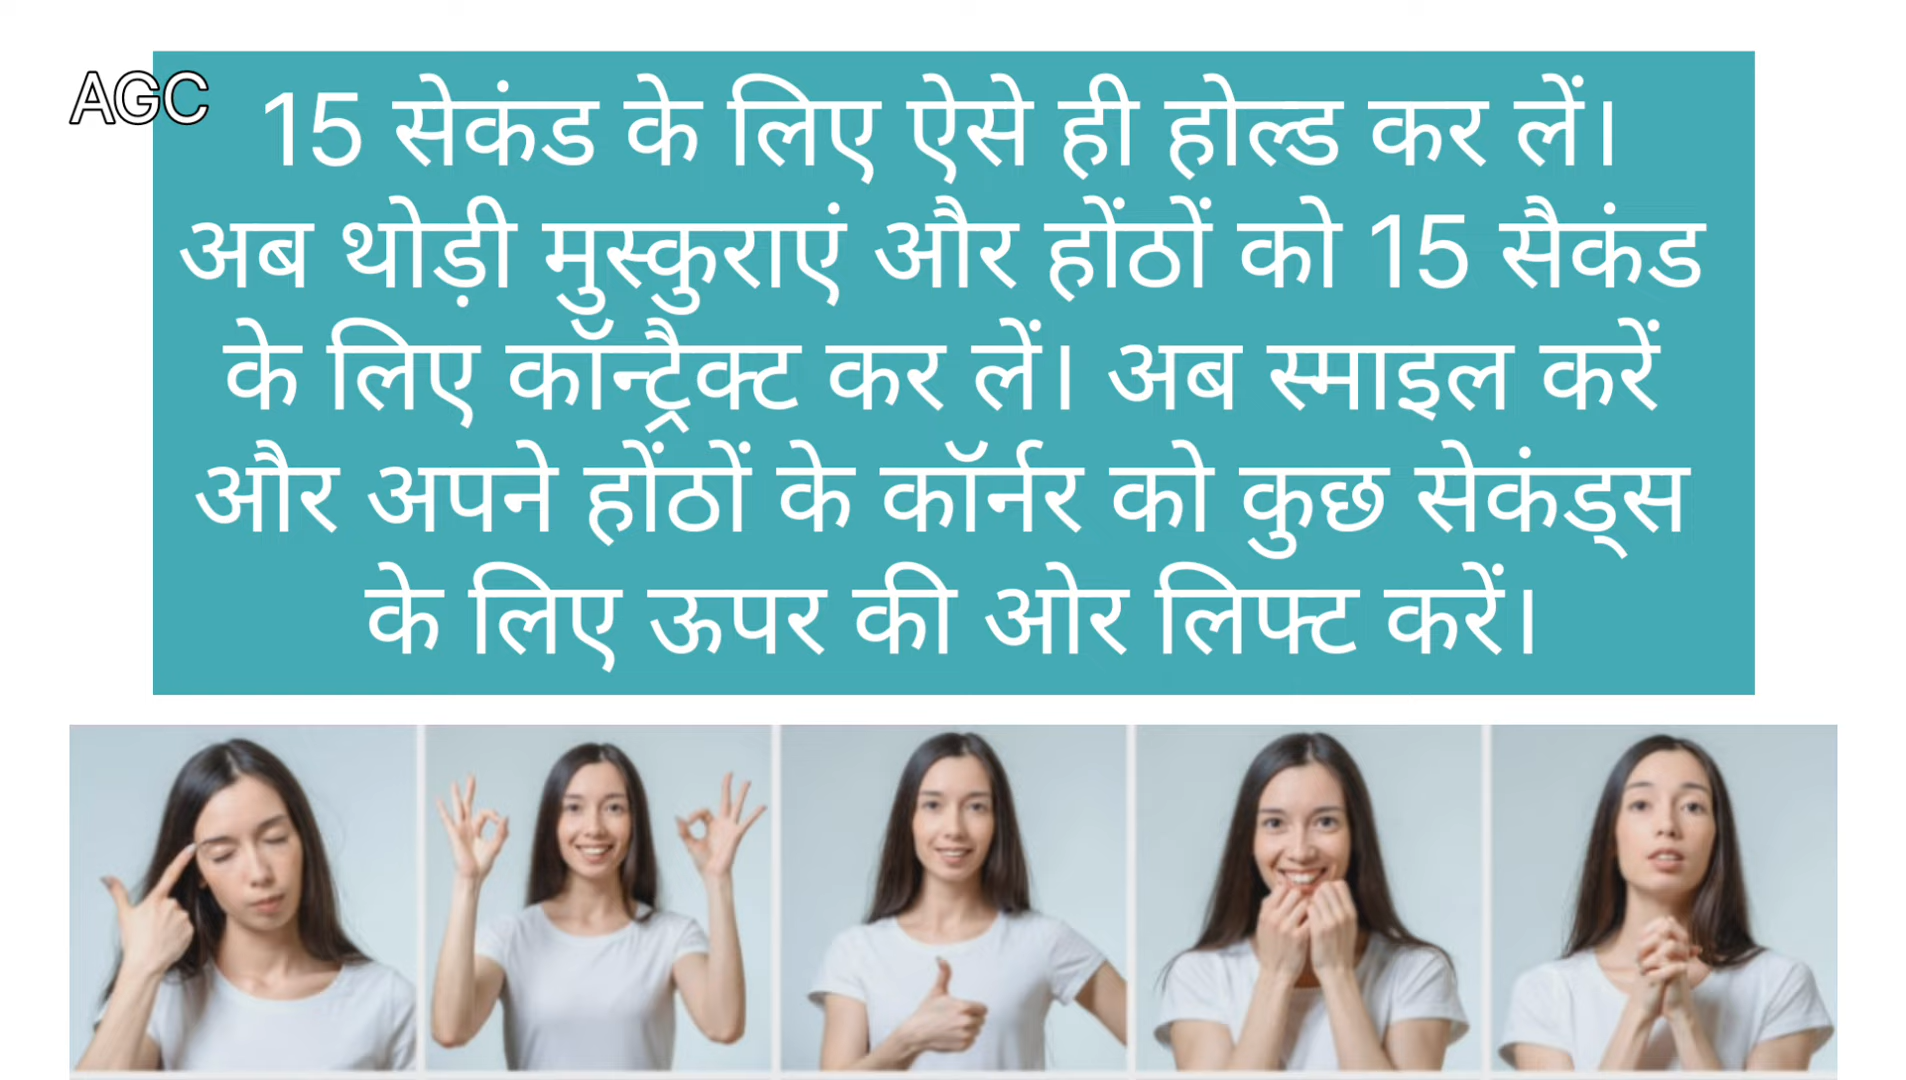 AGC
15 सेकंड के लिए ऐसे ही होल्ड कर लें।
अब थोड़ी मुस्कुराएं और होंठों को 15 सैकंड
के लिए कॉन्ट्रैक्ट कर लें। अब स्माइल करें
और अपने होंठों के कॉर्नर को कुछ सेकंड्स
के लिए ऊपर की ओर लिफ्ट करें।